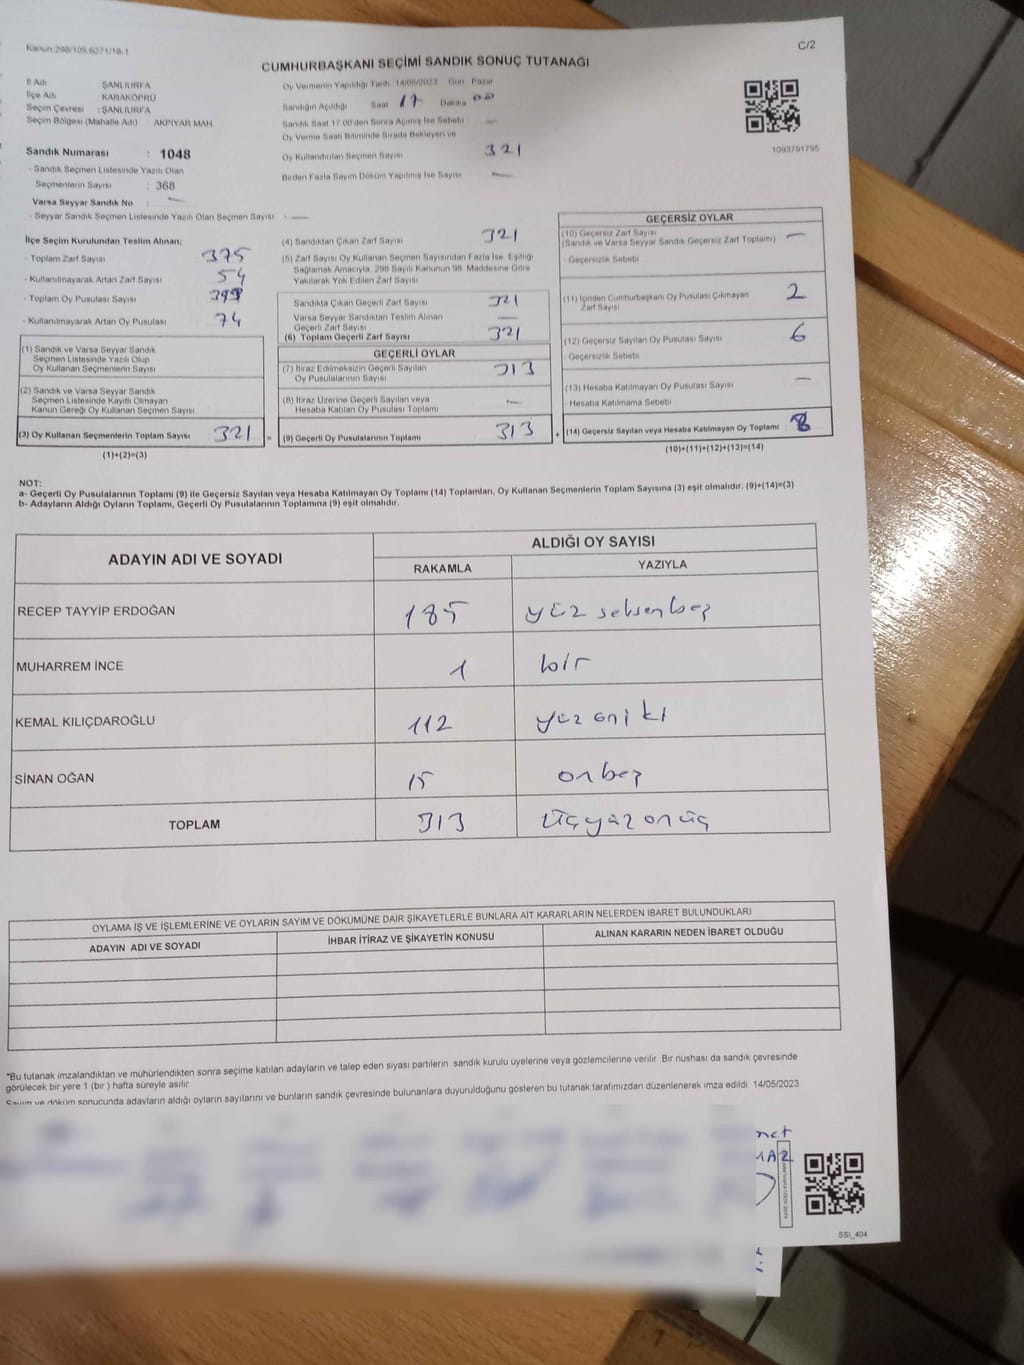 Kanun:298/105,6271/18-1
C/2
CUMHURBAŞKANI SEÇİMİ SANDIK SONUÇ TUTANAĞI
İl Adı : ŞANLIURFA
İlçe Adı : KARAKÖPRÜ
Seçim Çevresi : ŞANLIURFA
Seçim Bölgesi (Mahalle Adı) : AKPIYAR MAH.
Sandık Numarası : 1048
- Sandık Seçmen Listesinde Yazılı Olan
Seçmenlerin Sayısı : 368
Varsa Seyyar Sandık No : —
- Seyyar Sandık Seçmen Listesinde Yazılı Olan Seçmen Sayısı : —
Oy Vermenin Yapıldığı Tarih 14/05/2023 Gün Pazar
Sandığın Açıldığı Saat 17 Dakika 00
Sandık Saat 17:00'den Sonra Açılmış İse Sebebi —
Oy Verme Saati Bitiminde Sırada Bekleyen ve
Oy Kullandırılan Seçmen Sayısı 321
Birden Fazla Sayım Döküm Yapılmış İse Sayısı —
1093791795
İlçe Seçim Kurulundan Teslim Alınan;
- Toplam Zarf Sayısı 375
- Kullanılmayarak Artan Zarf Sayısı 54
- Toplam Oy Pusulası Sayısı
- Kullanılmayarak Artan Oy Pusulası 74
(1) Sandık ve Varsa Seyyar Sandık
Seçmen Listesinde Yazılı Olup
Oy Kullanan Seçmenlerin Sayısı
(2) Sandık ve Varsa Seyyar Sandık
Seçmen Listesinde Kayıtlı Olmayan
Kanun Gereği Oy Kullanan Seçmen Sayısı
(3) Oy Kullanan Seçmenlerin Toplam Sayısı 321
(1)+(2)=(3)
(4) Sandıktan Çıkan Zarf Sayısı 321
(5) Zarf Sayısı Oy Kullanan Seçmen Sayısından Fazla İse, Eşitliği
Sağlamak Amacıyla, 298 Sayılı Kanunun 98. Maddesine Göre
Yakılarak Yok Edilen Zarf Sayısı
Sandıkta Çıkan Geçerli Zarf Sayısı 321
Varsa Seyyar Sandıktan Teslim Alınan
Geçerli Zarf Sayısı —
(6) Toplam Geçerli Zarf Sayısı 321
GEÇERLİ OYLAR
(7) İtiraz Edilmeksizin Geçerli Sayılan
Oy Pusulalarının Sayısı 313
(8) İtiraz Üzerine Geçerli Sayılan veya
Hesaba Katılan Oy Pusulası Toplamı —
= (9) Geçerli Oy Pusulalarının Toplamı 313
GEÇERSİZ OYLAR
(10) Geçersiz Zarf Sayısı —
(Sandık ve Varsa Seyyar Sandık Geçersiz Zarf Toplamı)
- Geçersizlik Sebebi
(11) İçinden Cumhurbaşkanı Oy Pusulası Çıkmayan
Zarf Sayısı 2
(12) Geçersiz Sayılan Oy Pusulası Sayısı 6
- Geçersizlik Sebebi
(13) Hesaba Katılmayan Oy Pusulası Sayısı —
- Hesaba Katılmama Sebebi
+ (14) Geçersiz Sayılan veya Hesaba Katılmayan Oy Toplamı 8
(10)+(11)+(12)+(13)=(14)
NOT:
a- Geçerli Oy Pusulalarının Toplamı (9) ile Geçersiz Sayılan veya Hesaba Katılmayan Oy Toplamı (14) Toplamları, Oy Kullanan Seçmenlerin Toplam Sayısına (3) eşit olmalıdır. (9)+(14)=(3)
b- Adayların Aldığı Oyların Toplamı, Geçerli Oy Pusulalarının Toplamına (9) eşit olmalıdır.
ADAYIN ADI VE SOYADI
ALDIĞI OY SAYISI
RAKAMLA YAZIYLA
RECEP TAYYİP ERDOĞAN 185 yüz seksenbeş
MUHARREM İNCE 1 bir
KEMAL KILIÇDAROĞLU 112 yüz oniki
SİNAN OĞAN 15 onbeş
TOPLAM 313 üçyüz onüç
OYLAMA İŞ VE İŞLEMLERİNE VE OYLARIN SAYIM VE DÖKÜMÜNE DAİR ŞİKAYETLERLE BUNLARA AİT KARARLARIN NELERDEN İBARET BULUNDUKLARI
ADAYIN ADI VE SOYADI İHBAR İTİRAZ VE ŞİKAYETİN KONUSU ALINAN KARARIN NEDEN İBARET OLDUĞU
*Bu tutanak imzalandıktan ve mühürlendikten sonra seçime katılan adayların ve talep eden siyasi partilerin sandık kurulu üyelerine veya gözlemcilerine verilir. Bir nushası da sandık çevresinde
görülecek bir yere 1 (bir ) hafta süreyle asılır.
Sayım ve döküm sonucunda adayların aldığı oyların sayılarını ve bunların sandık çevresinde bulunanlara duyurulduğunu gösteren bu tutanak tarafımızdan düzenlenerek imza edildi. 14/05/2023
SSI_404